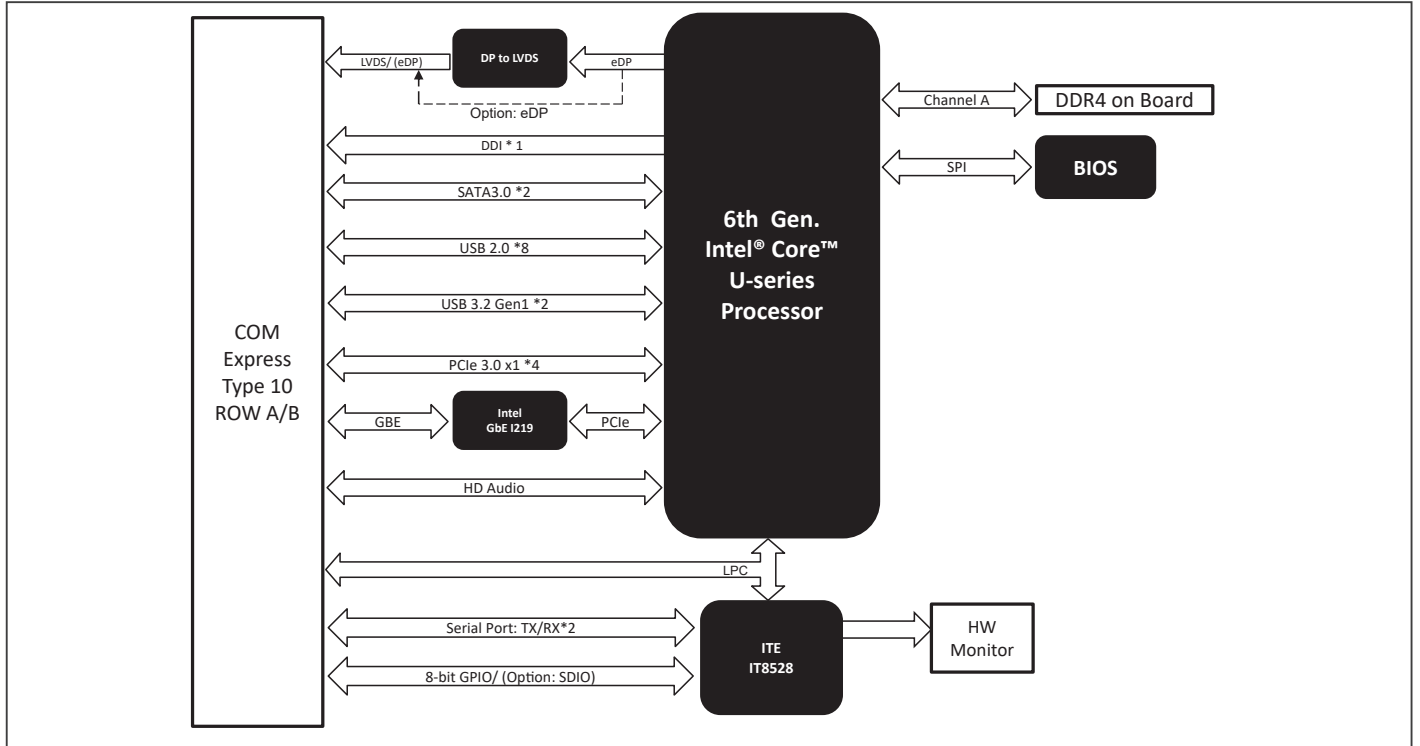 DP to LVDS
LVDS/ (eDP)
eDP
Option: eDP
Channel A
DDR4 on Board
DDI * 1
SPI
BIOS
SATA3.0 *2
6th Gen.
Intel® Core™
U-series
Processor
USB 2.0 *8
USB 3.2 Gen1 *2
COM
Express
Type 10
ROW A/B
PCIe 3.0 x1 *4
GBE
Intel
GbE I219
PCIe
HD Audio
LPC
Serial Port: TX/RX*2
ITE
IT8528
HW
Monitor
8-bit GPIO/ (Option: SDIO)